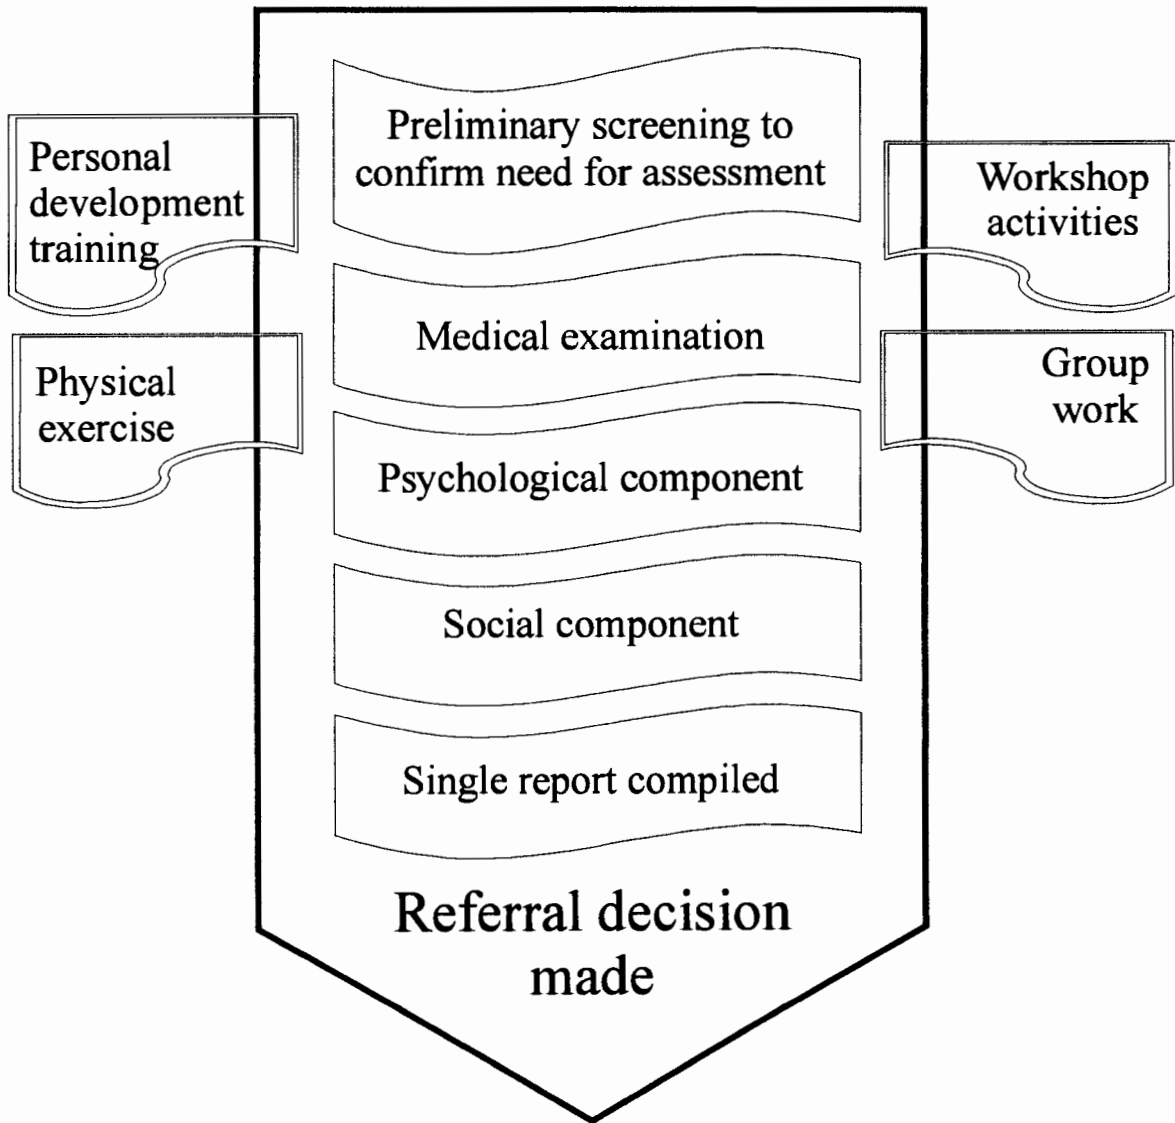 Preliminary screening to
confirm need for assessment
Personal
development
training
Workshop
activities
Medical examination
Physical
exercise
Group
work
Psychological component
Social component
Single report compiled
Referral decision
made